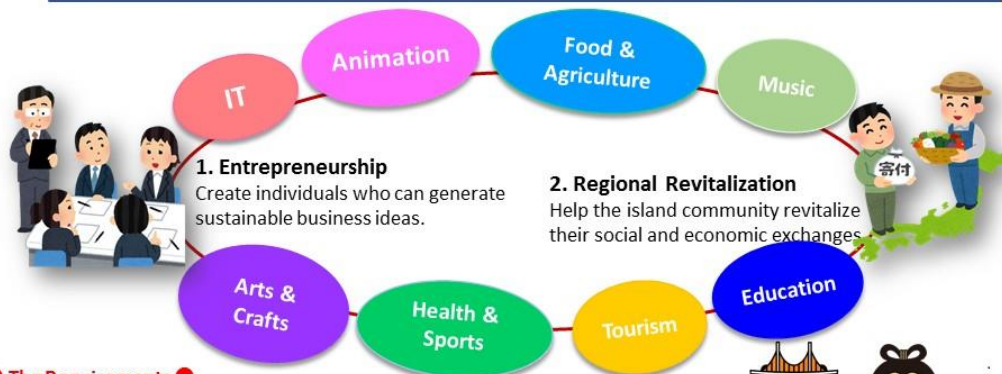 IT
Animation
Food &
Agriculture
Music
1. Entrepreneurship
Create individuals who can generate
sustainable business ideas.
2. Regional Revitalization
Help the island community revitalize
their social and economic exchanges
寄付
Arts &
Crafts
Health &
Sports
Tourism
Education